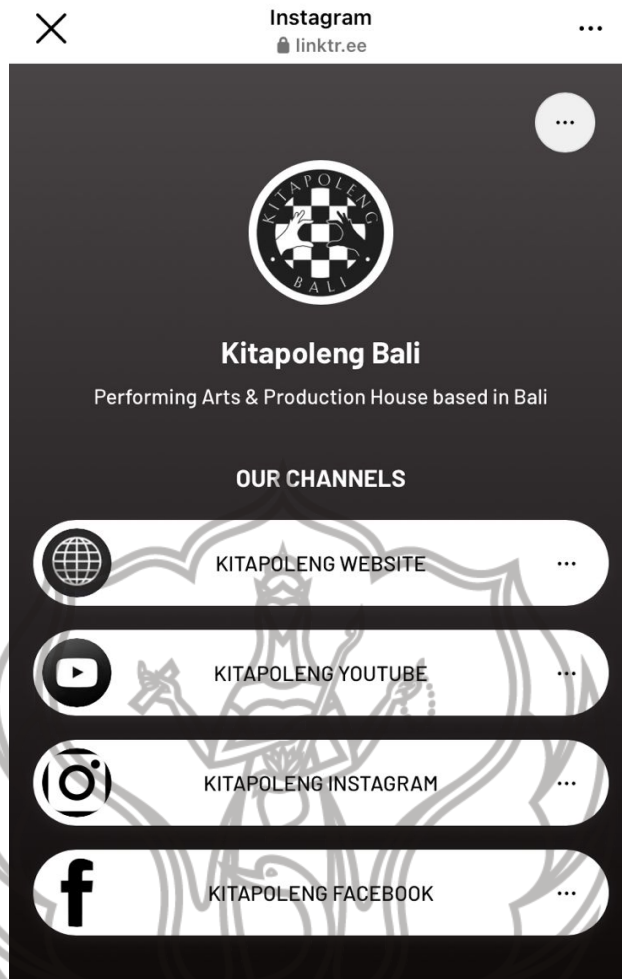 Instagram
linktr.ee
KITAPOLENG
BALI
Kitapoleng Bali
Performing Arts & Production House based in Bali
OUR CHANNELS
KITAPOLENG WEBSITE
KITAPOLENG YOUTUBE
KITAPOLENG INSTAGRAM
KITAPOLENG FACEBOOK